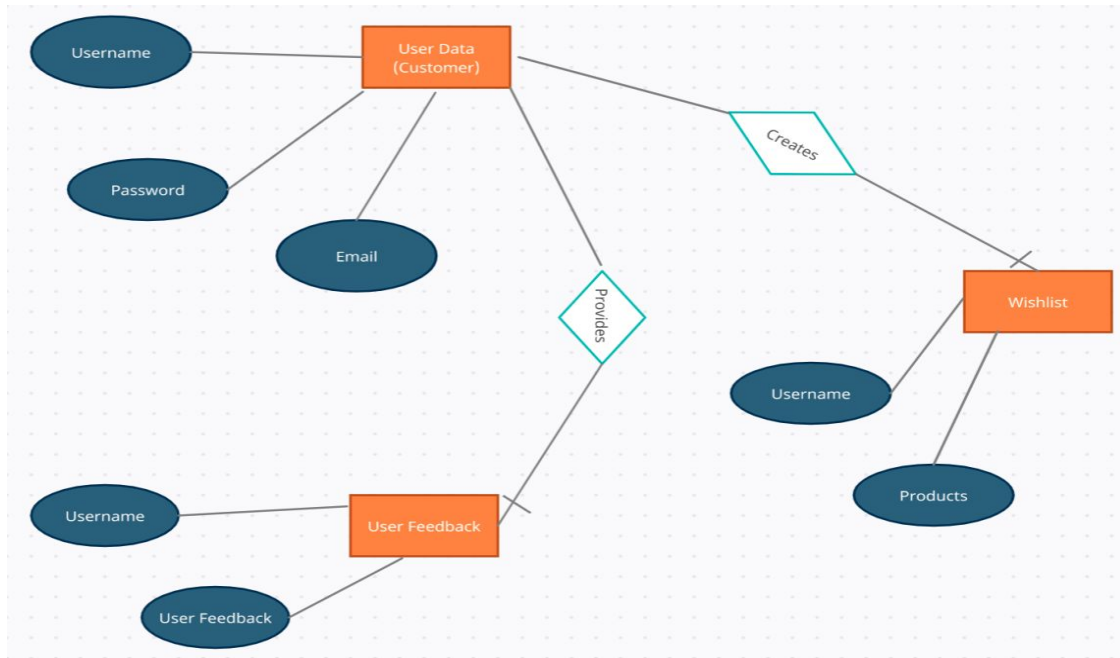 Username
User Data
(Customer)
Creates
Password
Email
Provides
Wishlist
Username
Products
Username
User Feedback
User Feedback